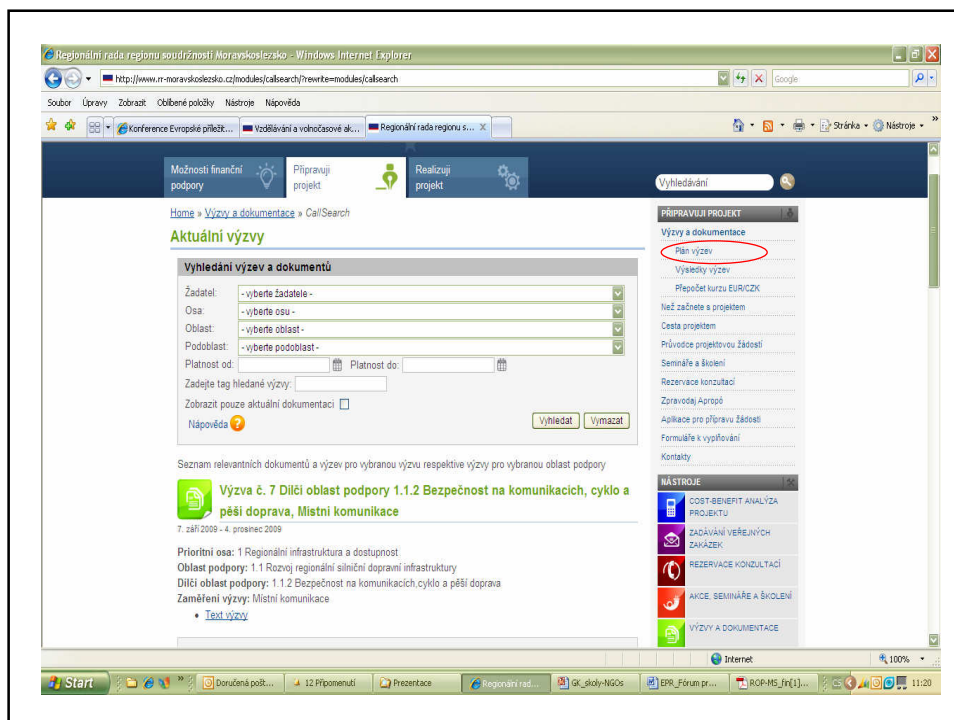 Regionální rada regionu soudržnosti Moravskoslezsko - Windows Internet Explorer
http://www.rr-moravskoslezsko.cz/modules/callsearch/?rewrite=modules/callsearch
Google
Soubor Úpravy Zobrazit Oblíbené položky Nástroje Nápověda
Konference Evropské příležit... Vzdělávání a volnočasové ak... Regionální rada regionu s... Stránka Nástroje
Možnosti finanční podpory
Připravuji projekt
Realizuji projekt
Vyhledávání
Home » Výzvy a dokumentace » CallSearch
Aktuální výzvy
Vyhledání výzev a dokumentů
Žadatel: - vyberte žadatele -
Osa: - vyberte osu -
Oblast: - vyberte oblast -
Podoblast: - vyberte podoblast -
Platnost od: Platnost do:
Zadejte tag hledané výzvy:
Zobrazit pouze aktuální dokumentaci
Nápověda ? Vyhledat Vymazat
Seznam relevantních dokumentů a výzev pro vybranou výzvu respektive výzvy pro vybranou oblast podpory
Výzva č. 7 Dílčí oblast podpory 1.1.2 Bezpečnost na komunikacích, cyklo a
pěší doprava, Místní komunikace
7. září 2009 - 4. prosinec 2009
Prioritní osa: 1 Regionální infrastruktura a dostupnost
Oblast podpory: 1.1 Rozvoj regionální silniční dopravní infrastruktury
Dílčí oblast podpory: 1.1.2 Bezpečnost na komunikacích,cyklo a pěší doprava
Zaměření výzvy: Místní komunikace
Text výzvy
PŘIPRAVUJI PROJEKT
Výzvy a dokumentace
Plán výzev
Výsledky výzev
Přepočet kurzu EUR/CZK
Než začnete s projektem
Cesta projektem
Průvodce projektovou žádostí
Semináře a školení
Rezervace konzultací
Zpravodaj Apropó
Aplikace pro přípravu žádosti
Formuláře k vyplňování
Kontakty
NÁSTROJE
COST-BENEFIT ANALÝZA
PROJEKTU
ZADÁVÁNÍ VEŘEJNÝCH
ZAKÁZEK
REZERVACE KONZULTACÍ
AKCE, SEMINÁŘE A ŠKOLENÍ
VÝZVY A DOKUMENTACE
Internet 100%
Start Doručená pošt... 12 Připomenutí Prezentace Regionální rad... GK_skoly-NGOs EPR_Fórum pr... ROP-MS_fin[1]... CS 11:20